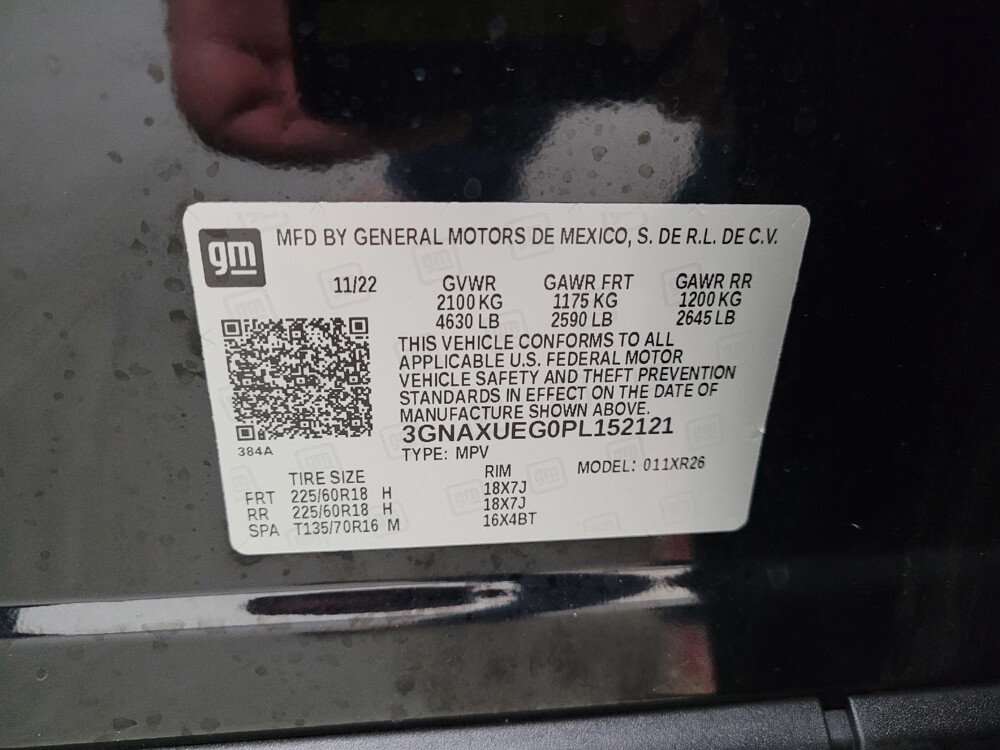 gm
MFD BY GENERAL MOTORS DE MEXICO, S. DE R.L. DE C.V.
11/22 GVWR GAWR FRT GAWR RR
2100 KG 1175 KG 1200 KG
4630 LB 2590 LB 2645 LB
THIS VEHICLE CONFORMS TO ALL
APPLICABLE U.S. FEDERAL MOTOR
VEHICLE SAFETY AND THEFT PREVENTION
STANDARDS IN EFFECT ON THE DATE OF
MANUFACTURE SHOWN ABOVE.
3GNAXUEG0PL152121
384A
TYPE: MPV
MODEL: 011XR26
TIRE SIZE RIM
FRT 225/60R18 H 18X7J
RR 225/60R18 H 18X7J
SPA T135/70R16 M 16X4BT